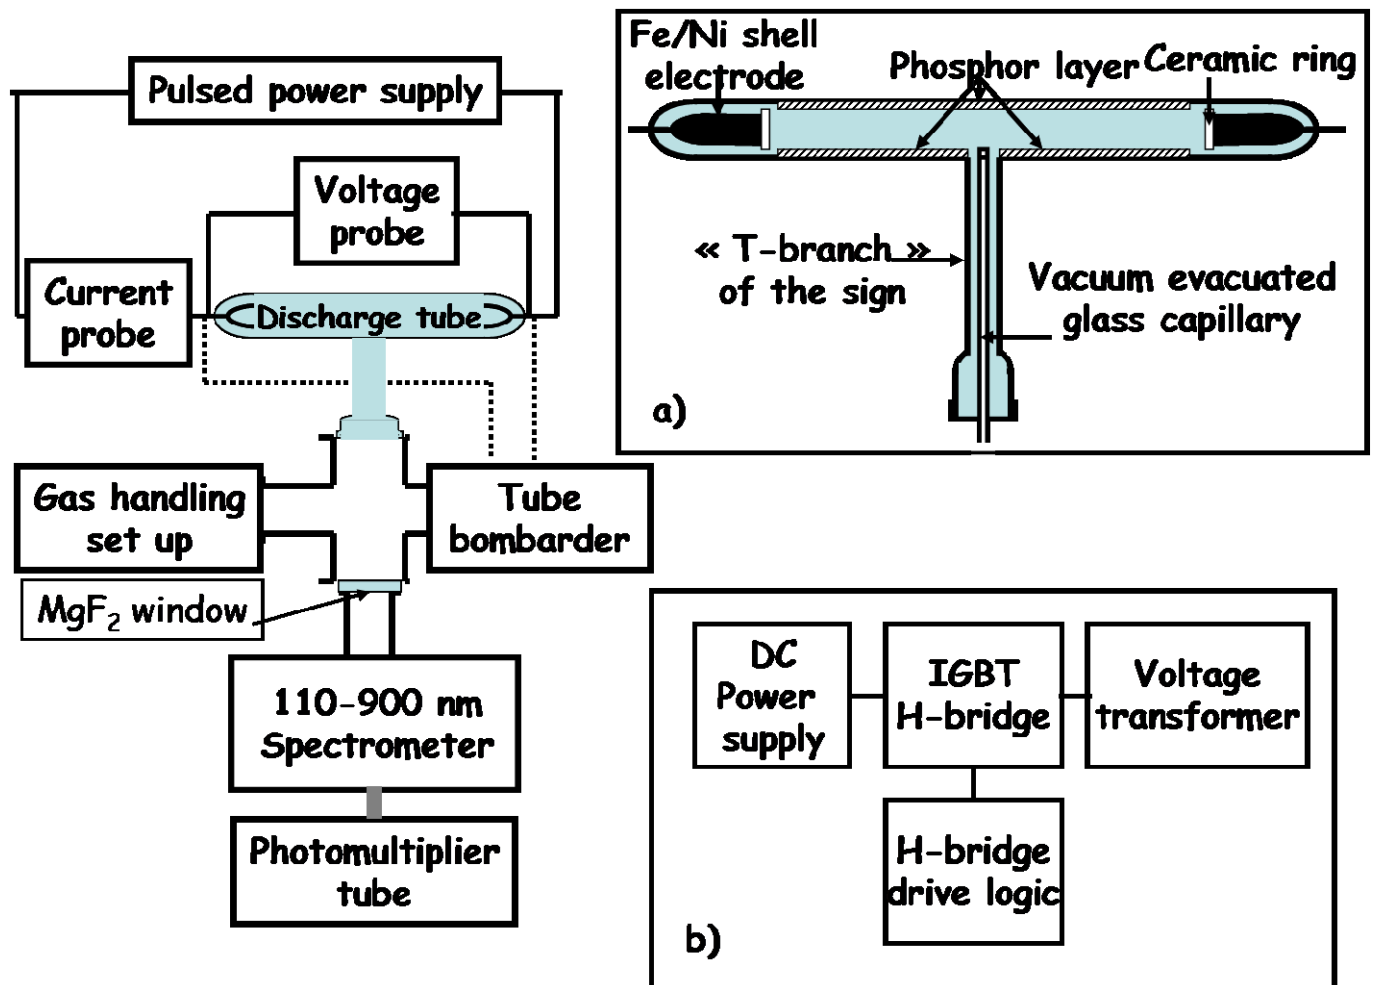 Pulsed power supply
Voltage
probe
Current
probe
Discharge tube
Gas handling
set up
Tube
bombarder
MgF₂ window
110-900 nm
Spectrometer
Photomultiplier
tube
Fe/Ni shell
electrode
Phosphor layer
Ceramic ring
« T-branch »
of the sign
Vacuum evacuated
glass capillary
a)
DC
Power
supply
IGBT
H-bridge
Voltage
transformer
H-bridge
drive logic
b)